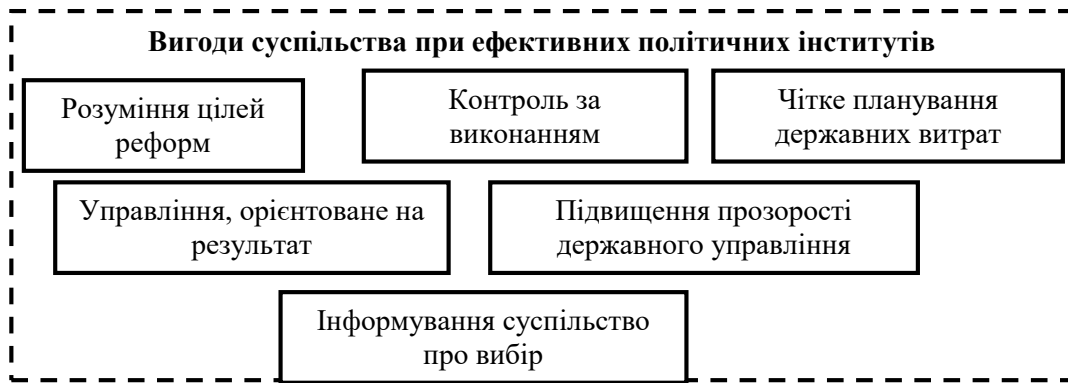 Вигоди суспільства при ефективних політичних інститутів
Розуміння цілей
реформ
Контроль за
виконанням
Чітке планування
державних витрат
Управління, орієнтоване на
результат
Підвищення прозорості
державного управління
Інформування суспільство
про вибір